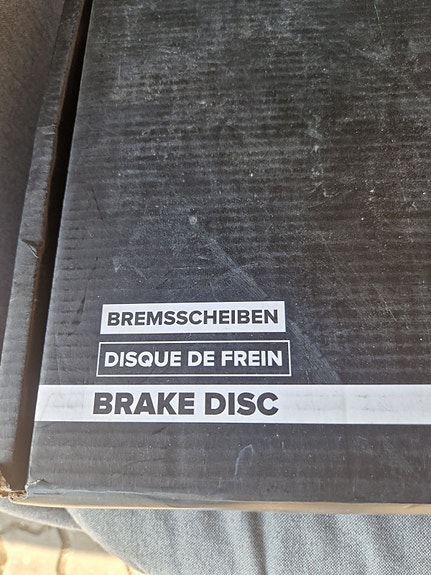 BREMSSCHEIBEN
DISQUE DE FREIN
BRAKE DISC